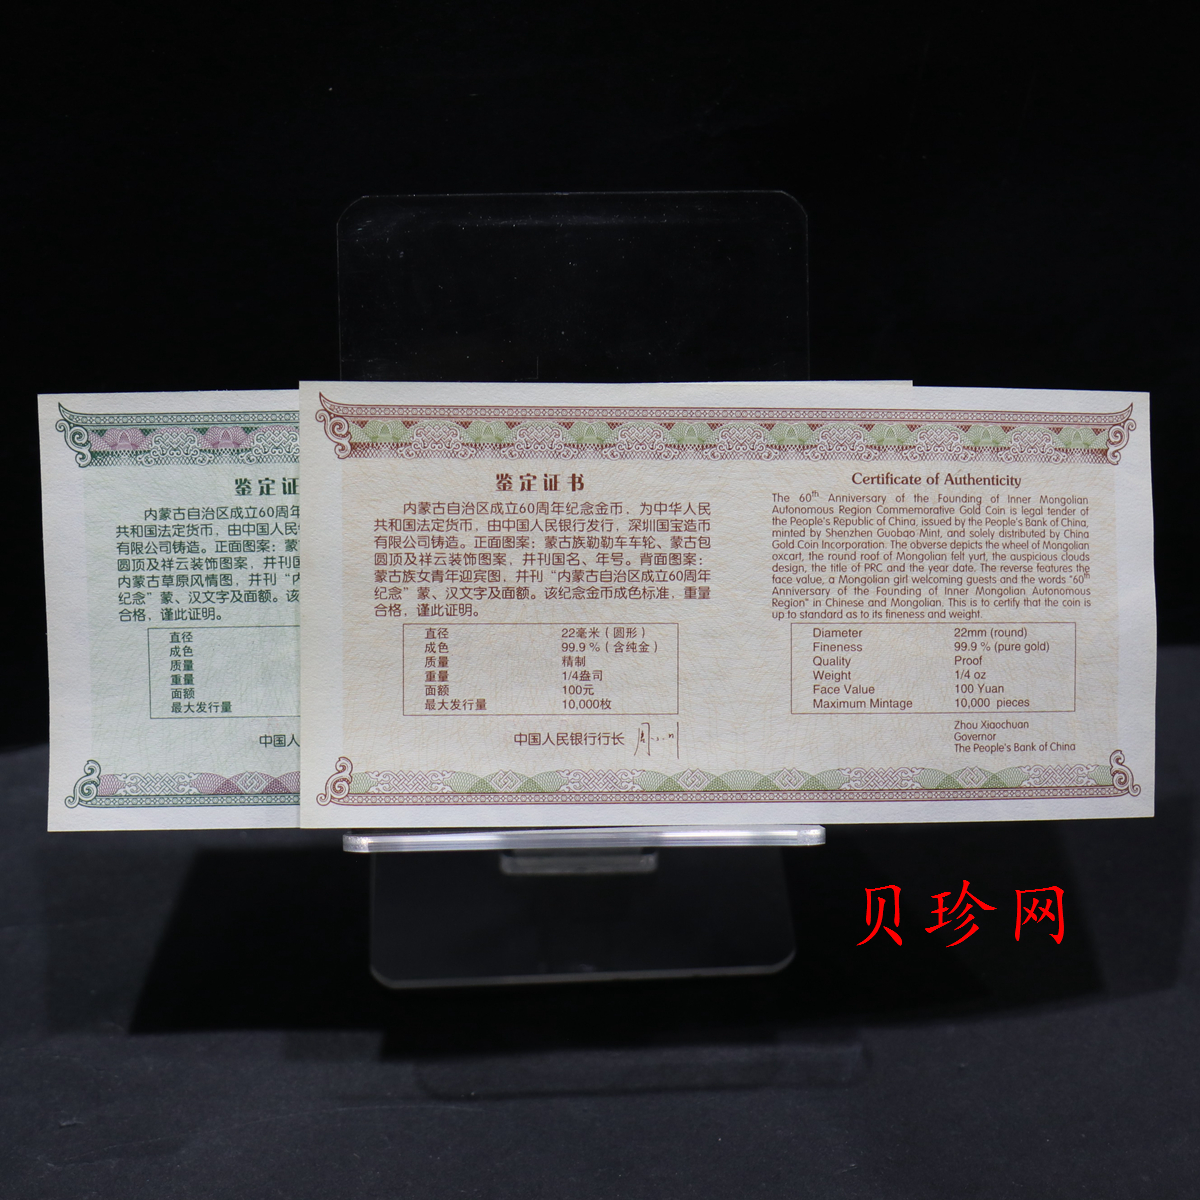 鉴定证
内蒙古自治区成立60周年
共和国法定货币，由中国人民
有限公司铸造。正面图案：蒙
圆顶及祥云装饰图案，并刊国
内蒙古草原风情图，并刊“内
纪念”蒙、汉文字及面额。该
合格，谨此证明。
直径
成色
质量
重量
面额
最大发行量
中国人
鉴定证书
内蒙古自治区成立60周年纪念金币，为中华人民
共和国法定货币，由中国人民银行发行，深圳国宝造币
有限公司铸造。正面图案：蒙古族勒勒车车轮、蒙古包
圆顶及祥云装饰图案，并刊国名、年号。背面图案：
蒙古族女青年迎宾图，并刊“内蒙古自治区成立60周年
纪念”蒙、汉文字及面额。该纪念金币成色标准，重量
合格，谨此证明。
直径 22毫米（圆形）
成色 99.9 %（含纯金）
质量 精制
重量 1/4盎司
面额 100元
最大发行量 10,000枚
中国人民银行行长
Certificate of Authenticity
The 60th Anniversary of the Founding of Inner Mongolian
Autonomous Region Commemorative Gold Coin is legal tender of
the People's Republic of China, issued by the People's Bank of China,
minted by Shenzhen Guobao Mint, and solely distributed by China
Gold Coin Incorporation. The obverse depicts the wheel of Mongolian
oxcart, the round roof of Mongolian felt yurt, the auspicious clouds
design, the title of PRC and the year date. The reverse features the
face value, a Mongolian girl welcoming guests and the words "60th
Anniversary of the Founding of Inner Mongolian Autonomous
Region" in Chinese and Mongolian. This is to certify that the coin is
up to standard as to its fineness and weight.
Diameter 22mm (round)
Fineness 99.9 % (pure gold)
Quality Proof
Weight 1/4 oz
Face Value 100 Yuan
Maximum Mintage 10,000 pieces
Zhou Xiaochuan
Governor
The People's Bank of China
贝珍网